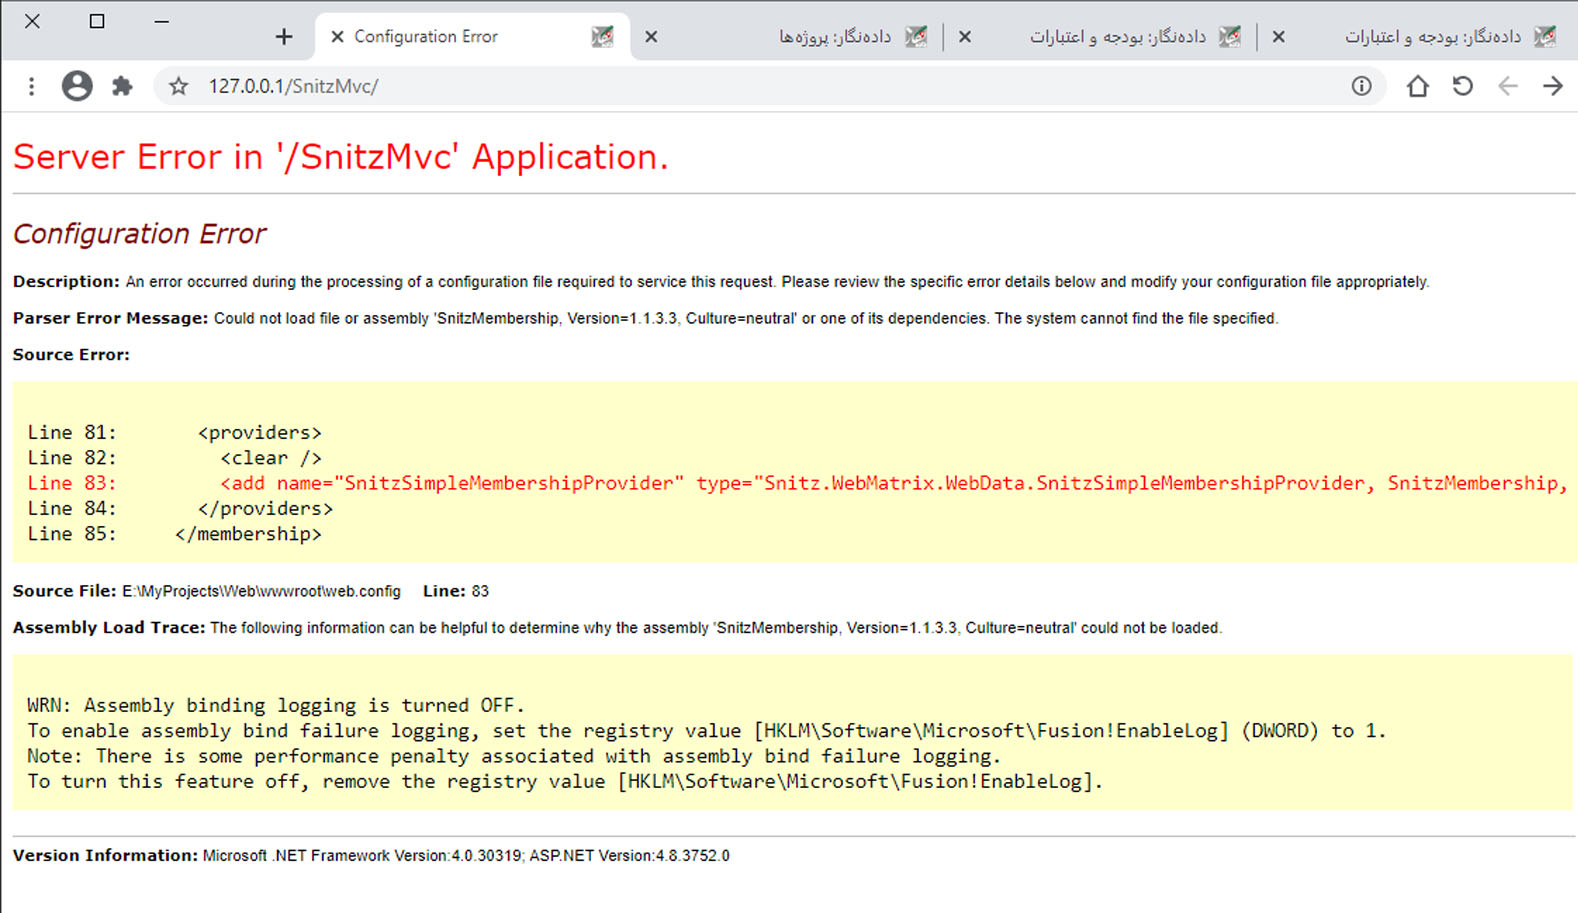 Configuration Error
داده‌نگار: پروژه‌ها
داده‌نگار: بودجه و اعتبارات
داده‌نگار: بودجه و اعتبارات
127.0.0.1/SnitzMvc/
Server Error in '/SnitzMvc' Application.
Configuration Error
Description: An error occurred during the processing of a configuration file required to service this request. Please review the specific error details below and modify your configuration file appropriately.
Parser Error Message: Could not load file or assembly 'SnitzMembership, Version=1.1.3.3, Culture=neutral' or one of its dependencies. The system cannot find the file specified.
Source Error:
Line 81:       <providers>
Line 82:         <clear />
Line 83:         <add name="SnitzSimpleMembershipProvider" type="Snitz.WebMatrix.WebData.SnitzSimpleMembershipProvider, SnitzMembership,
Line 84:       </providers>
Line 85:     </membership>
Source File: E:\MyProjects\Web\wwwroot\web.config    Line: 83
Assembly Load Trace: The following information can be helpful to determine why the assembly 'SnitzMembership, Version=1.1.3.3, Culture=neutral' could not be loaded.
WRN: Assembly binding logging is turned OFF.
To enable assembly bind failure logging, set the registry value [HKLM\Software\Microsoft\Fusion!EnableLog] (DWORD) to 1.
Note: There is some performance penalty associated with assembly bind failure logging.
To turn this feature off, remove the registry value [HKLM\Software\Microsoft\Fusion!EnableLog].
Version Information: Microsoft .NET Framework Version:4.0.30319; ASP.NET Version:4.8.3752.0